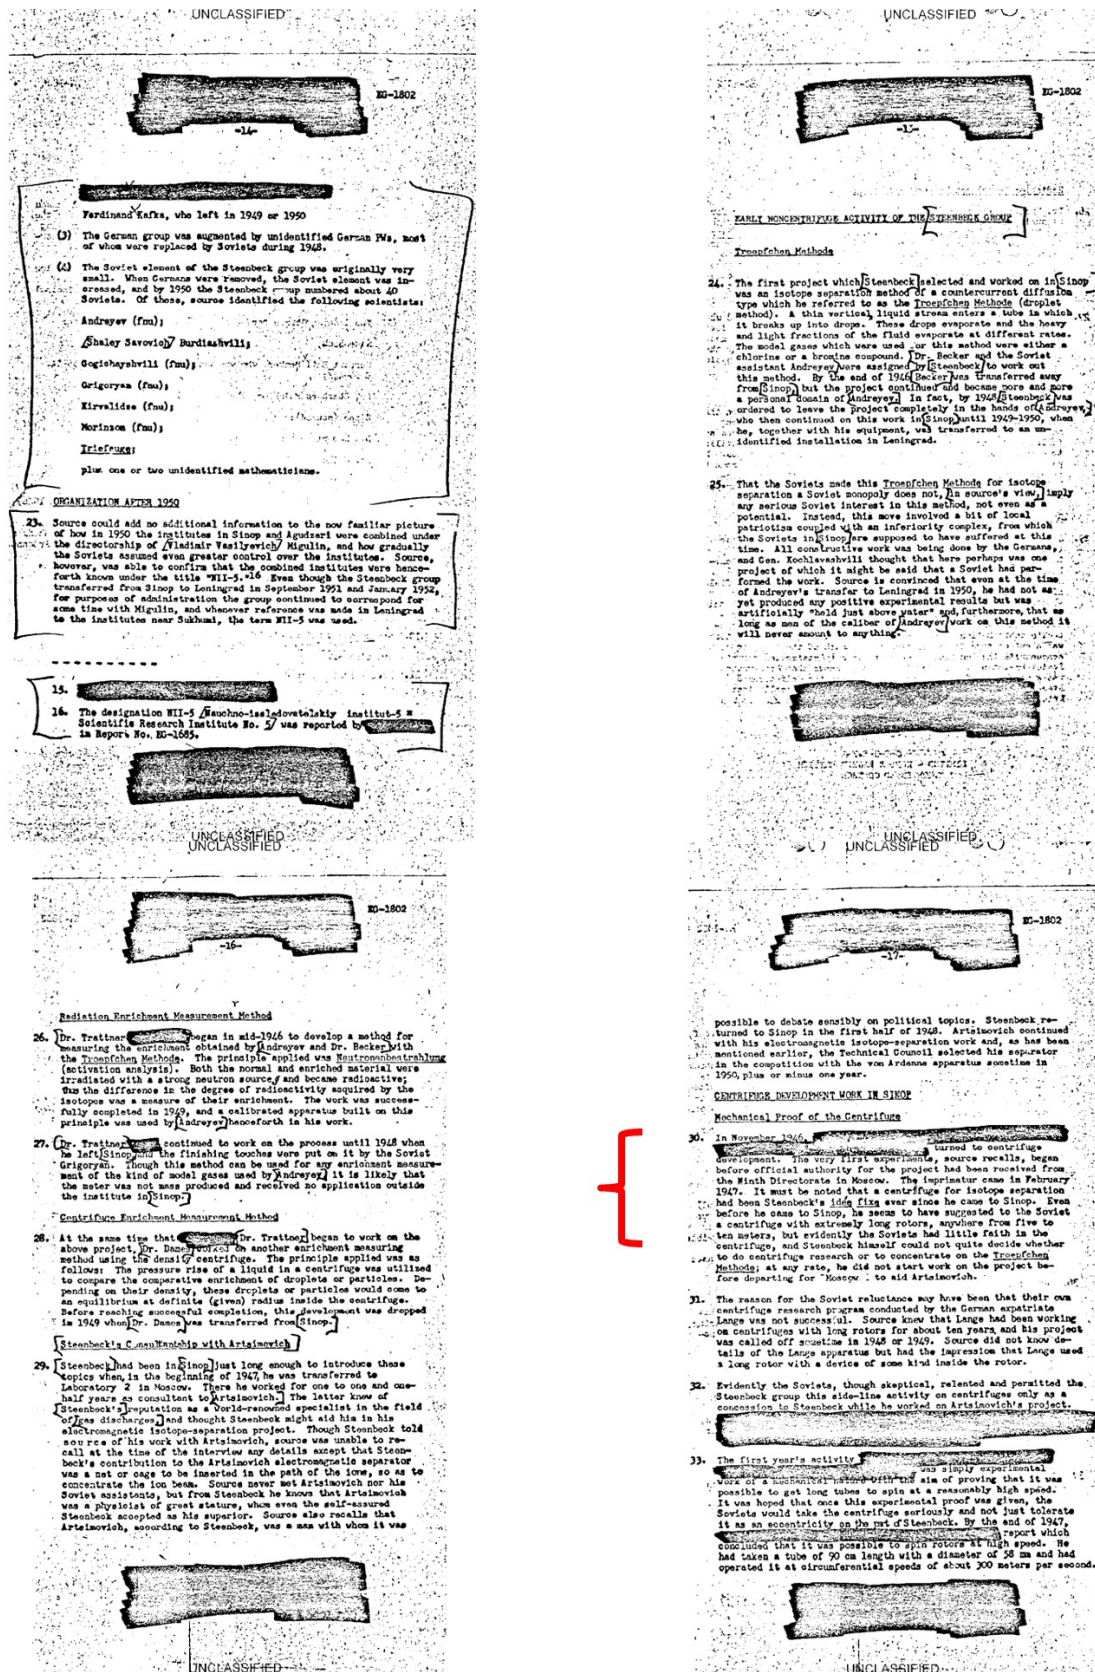 UNCLASSIFIED
EG-1802
-14-
Ferdinand Kafka, who left in 1949 or 1950
(3) The German group was augmented by unidentified German PWs, most
of whom were replaced by Soviets during 1948.
(4) The Soviet element of the Steenbeck group was originally very
small. When Germans were removed, the Soviet element was in-
creased, and by 1950 the Steenbeck group numbered about 40
Soviets. Of those, source identified the following scientists:
Andreyev (fnu);
/Shaley Savovich/ Burdiashvili;
Gogichayshvili (fnu);
Grigoryan (fnu);
Kirvalidse (fnu);
Morinson (fnu);
Triefauge;
plus one or two unidentified mathematicians.
ORGANIZATION AFTER 1950
23. Source could add no additional information to the now familiar picture
of how in 1950 the institutes in Sinop and Agudzeri were combined under
the directorship of /Vladimir Vasilyevich/ Migulin, and how gradually
the Soviets assumed even greater control over the institutes. Source,
however, was able to confirm that the combined institutes were hence-
forth known under the title "NII-5."16 Even though the Steenbeck group
transferred from Sinop to Leningrad in September 1951 and January 1952,
for purposes of administration the group continued to correspond for
some time with Migulin, and whenever reference was made in Leningrad
to the institutes near Sukhumi, the term NII-5 was used.
15.
16. The designation NII-5 /Nauchno-issledovatelskiy institut-5 =
Scientific Research Institute No. 5/ was reported by
in Report No. EG-1685.
UNCLASSIFIED
UNCLASSIFIED
EG-1802
-15-
EARLY NONCENTRIFUGE ACTIVITY OF THE STEENBECK GROUP
Troepfchen Methode
24. The first project which Steenbeck selected and worked on in Sinop
was an isotope separation method of a countercurrent diffusion
type which he referred to as the Troepfchen Methode (droplet
method). A thin vertical liquid stream enters a tube in which
it breaks up into drops. These drops evaporate and the heavy
and light fractions of the fluid evaporate at different rates.
The model gases which were used for this method were either a
chlorine or a bromine compound. Dr. Becker and the Soviet
assistant Andreyev were assigned by Steenbeck to work out
this method. By the end of 1946 Becker was transferred away
from Sinop, but the project continued and became more and more
a personal domain of Andreyev. In fact, by 1948 Steenbeck was
ordered to leave the project completely in the hands of Andreyev,
who then continued on this work in Sinop until 1949-1950, when
he, together with his equipment, was transferred to an un-
identified installation in Leningrad.
25. That the Soviets made this Troepfchen Methode for isotope
separation a Soviet monopoly does not, in source's view, imply
any serious Soviet interest in this method, not even as a
potential. Instead, this move involved a bit of local
patriotism coupled with an inferiority complex, from which
the Soviets in Sinop are supposed to have suffered at this
time. All constructive work was being done by the Germans,
and Gen. Kochlavashvili thought that here perhaps was one
project of which it might be said that a Soviet had per-
formed the work. Source is convinced that even at the time
of Andreyev's transfer to Leningrad in 1950, he had not as
yet produced any positive experimental results but was
artificially "held just above water" and, furthermore, that as
long as men of the caliber of Andreyev work on this method it
will never amount to anything.
UNCLASSIFIED
UNCLASSIFIED
EG-1802
-16-
Radiation Enrichment Measurement Method
26. Dr. Trattner began in mid-1946 to develop a method for
measuring the enrichment obtained by Andreyev and Dr. Becker with
the Troepfchen Methode. The principle applied was Neutronenbestrahlung
(activation analysis). Both the normal and enriched material were
irradiated with a strong neutron source, and became radioactive;
Thus the difference in the degree of radioactivity acquired by the
isotopes was a measure of their enrichment. The work was success-
fully completed in 1949, and a calibrated apparatus built on this
principle was used by Andreyev henceforth in his work.
27. Dr. Trattner continued to work on the process until 1948 when
he left Sinop and the finishing touches were put on it by the Soviet
Grigoryan. Though this method can be used for any enrichment measure-
ment of the kind of model gases used by Andreyev, it is likely that
the meter was not mass produced and received no application outside
the institute in Sinop.
Centrifuge Enrichment Measurement Method
28. At the same time that Dr. Trattner began to work on the
above project, Dr. Dames worked on another enrichment measuring
method using the density centrifuge. The principle applied was as
follows: The pressure rise of a liquid in a centrifuge was utilized
to compare the comparative enrichment of droplets or particles. De-
pending on their density, these droplets or particles would come to
an equilibrium at definite (given) radius inside the centrifuge.
Before reaching successful completion, this development was dropped
in 1949 when Dr. Dames was transferred from Sinop.
Steenbeck's Consultantship with Artsimovich
29. Steenbeck had been in Sinop just long enough to introduce these
topics when, in the beginning of 1947, he was transferred to
Laboratory 2 in Moscow. There he worked for one to one and one-
half years as consultant to Artsimovich. The latter knew of
Steenbeck's reputation as a world-renowned specialist in the field
of gas discharges, and thought Steenbeck might aid him in his
electromagnetic isotope-separation project. Though Steenbeck told
source of his work with Artsimovich, source was unable to re-
call at the time of the interview any details except that Steen-
beck's contribution to the Artsimovich electromagnetic separator
was a net or cage to be inserted in the path of the ions, so as to
concentrate the ion beam. Source never met Artsimovich nor his
Soviet assistants, but from Steenbeck he knows that Artsimovich
was a physicist of great stature, whom even the self-assured
Steenbeck accepted as his superior. Source also recalls that
Artsimovich, according to Steenbeck, was a man with whom it was
UNCLASSIFIED
UNCLASSIFIED
EG-1802
-17-
possible to debate sensibly on political topics. Steenbeck re-
turned to Sinop in the first half of 1948. Artsimovich continued
with his electromagnetic isotope-separation work and, as has been
mentioned earlier, the Technical Council selected his separator
in the competition with the von Ardenne apparatus sometime in
1950, plus or minus one year.
CENTRIFUGE DEVELOPMENT WORK IN SINOP
Mechanical Proof of the Centrifuge
30. In November 1946,
turned to centrifuge
development. The very first experiments, source recalls, began
before official authority for the project had been received from
the Ninth Directorate in Moscow. The imprimatur came in February
1947. It must be noted that a centrifuge for isotope separation
had been Steenbeck's idée fixe ever since he came to Sinop. Even
before he came to Sinop, he seems to have suggested to the Soviet
a centrifuge with extremely long rotors, anywhere from five to
ten meters, but evidently the Soviets had little faith in the
centrifuge, and Steenbeck himself could not quite decide whether
to do centrifuge research or to concentrate on the Troepfchen
Methode; at any rate, he did not start work on the project be-
fore departing for Moscow to aid Artsimovich.
31. The reason for the Soviet reluctance may have been that their own
centrifuge research program conducted by the German expatriate
Lange was not successful. Source knew that Lange had been working
on centrifuges with long rotors for about ten years, and his project
was called off sometime in 1948 or 1949. Source did not know de-
tails of the Lange apparatus but had the impression that Lange used
a long rotor with a device of some kind inside the rotor.
32. Evidently the Soviets, though skeptical, relented and permitted the
Steenbeck group this side-line activity on centrifuges only as a
concession to Steenbeck while he worked on Artsimovich's project.
33. The first year's activity
was simply experimental
work of a mechanical nature with the aim of proving that it was
possible to get long tubes to spin at a reasonably high speed.
It was hoped that once this experimental proof was given, the
Soviets would take the centrifuge seriously and not just tolerate
it as an eccentricity on the part of Steenbeck. By the end of 1947,
report which
concluded that it was possible to spin rotors at high speed. He
had taken a tube of 90 cm length with a diameter of 58 mm and had
operated it at circumferential speeds of about 300 meters per second.
UNCLASSIFIED